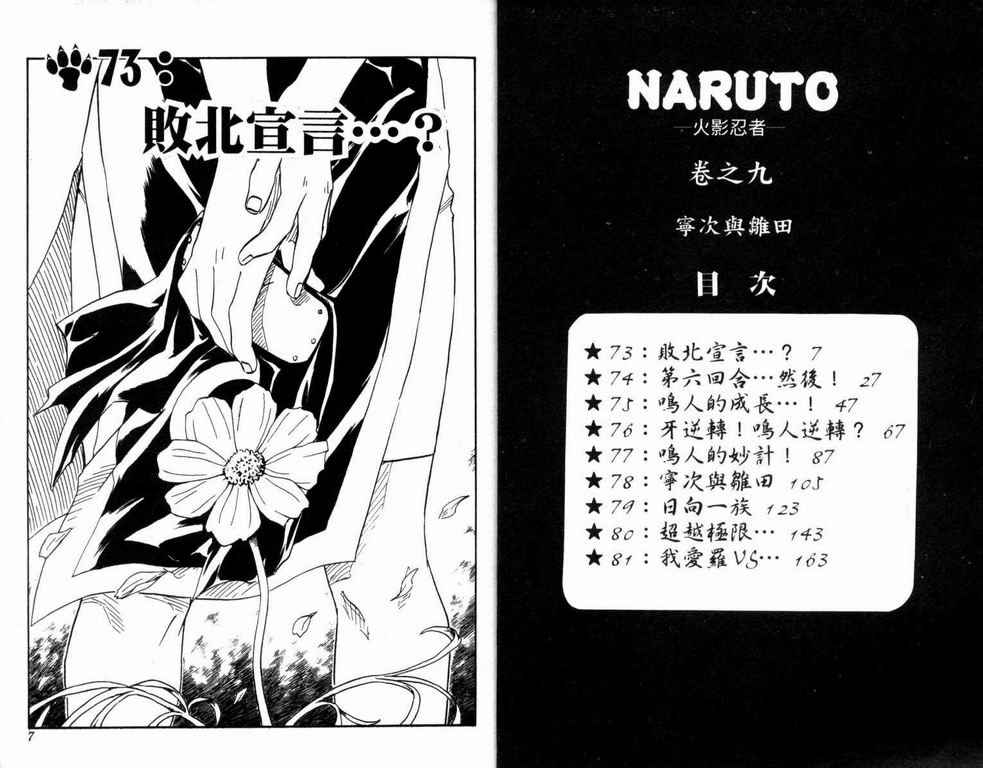 NARUTO
火影忍者
卷之九
寧次與雛田
目 次
★73：敗北宣言…？ 7
★74：第六回合…然後！ 27
★75：鳴人的成長…！ 47
★76：牙逆轉！鳴人逆轉？ 67
★77：鳴人的妙計！ 87
★78：寧次與雛田 105
★79：日向一族 123
★80：超越極限… 143
★81：我愛羅VS… 163
73：
敗北宣言…？
7